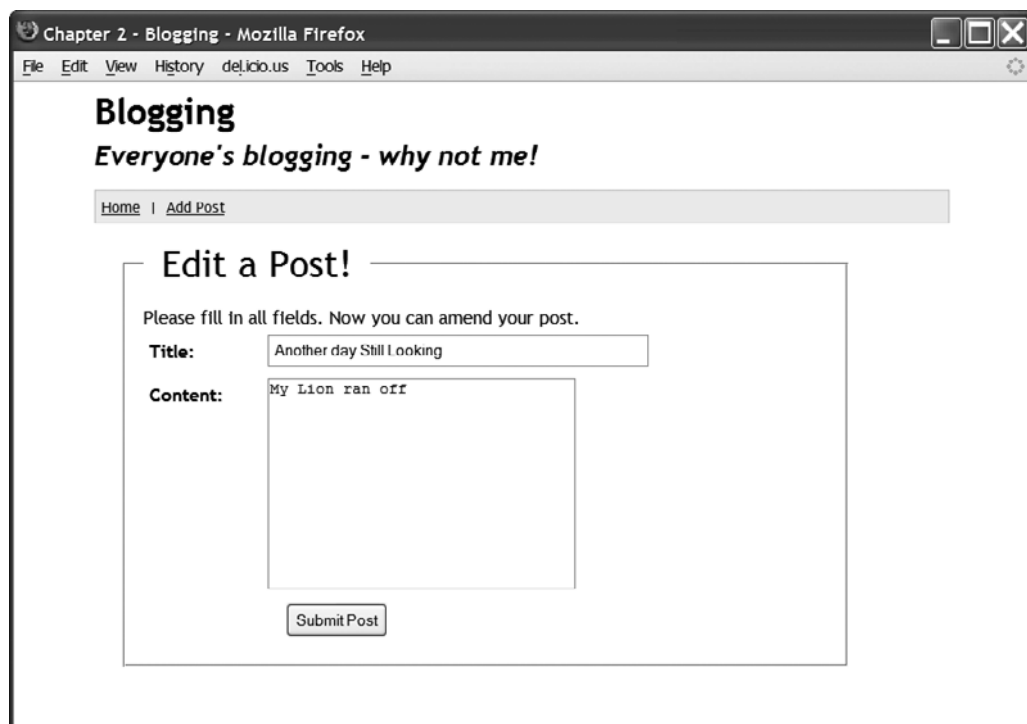 Chapter 2 - Blogging - Mozilla Firefox
File Edit View History del.icio.us Tools Help
Blogging
Everyone's blogging - why not me!
Home | Add Post
Edit a Post!
Please fill in all fields. Now you can amend your post.
Title: Another day Still Looking
Content: My Lion ran off
Submit Post